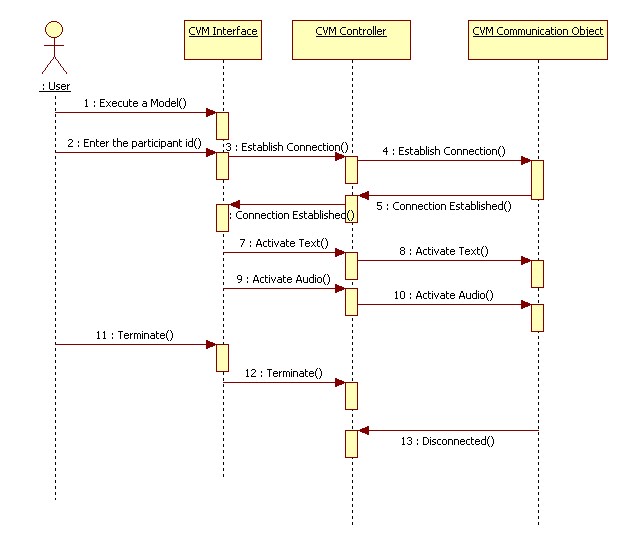 CVM Interface
CVM Controller
CVM Communication Object
: User
1 : Execute a Model()
2 : Enter the participant id()
3 : Establish Connection()
4 : Establish Connection()
5 : Connection Established()
: Connection Established()
7 : Activate Text()
8 : Activate Text()
9 : Activate Audio()
10 : Activate Audio()
11 : Terminate()
12 : Terminate()
13 : Disconnected()